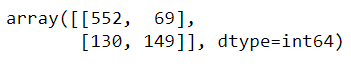 array([[552,  69],
       [130, 149]], dtype=int64)